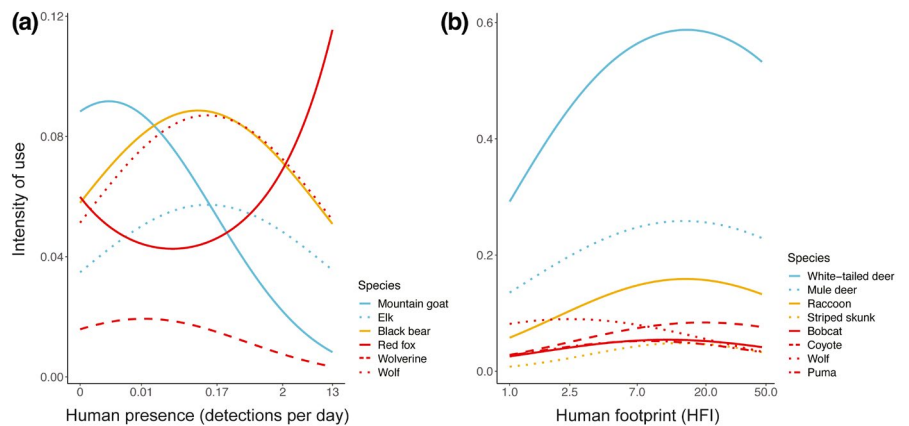 (a)
0.12
0.08
0.04
0.00
Intensity of use
0 0.01 0.17 2 13
Human presence (detections per day)
Species
Mountain goat
Elk
Black bear
Red fox
Wolverine
Wolf
(b)
0.6
0.4
0.2
0.0
1.0 2.5 7.0 20.0 50.0
Human footprint (HFI)
Species
White−tailed deer
Mule deer
Raccoon
Striped skunk
Bobcat
Coyote
Wolf
Puma